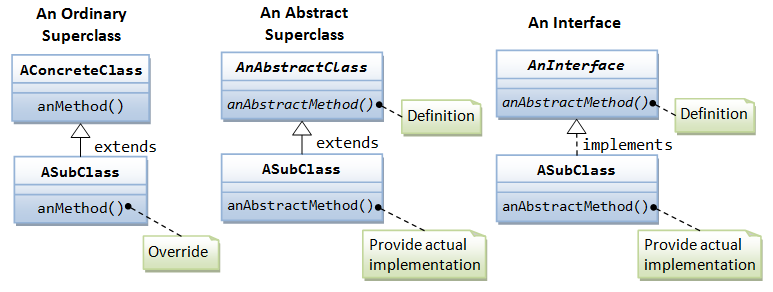 An Ordinary
Superclass
AConcreteClass
anMethod()
extends
ASubClass
anMethod()
Override
An Abstract
Superclass
AnAbstractClass
anAbstractMethod()
Definition
extends
ASubClass
anAbstractMethod()
Provide actual
implementation
An Interface
AnInterface
anAbstractMethod()
Definition
implements
ASubClass
anAbstractMethod()
Provide actual
implementation